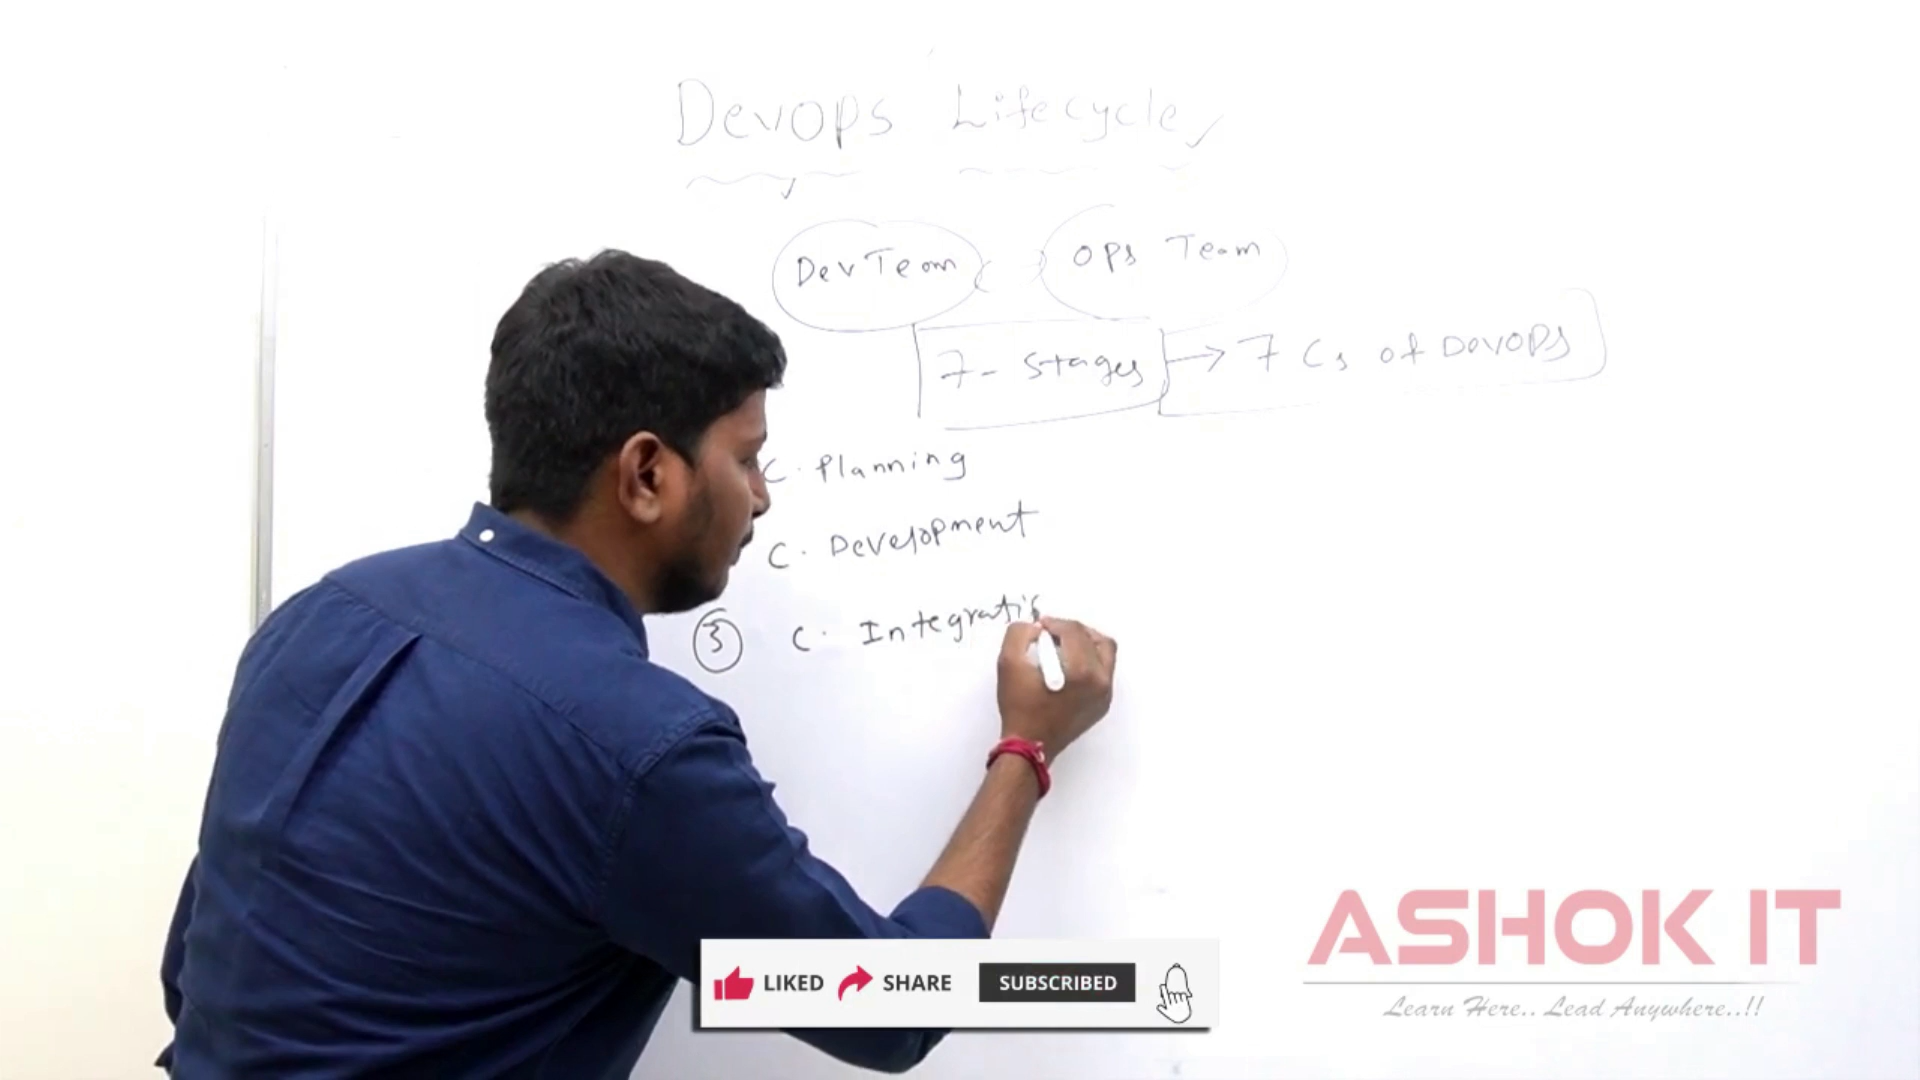 Devops Lifecycle
Dev Team
Ops Team
7- Stages → 7 Cs of DevOps
C. Planning
C. Development
3 C. Integratio
LIKED SHARE SUBSCRIBED
ASHOK IT
Learn Here.. Lead Anywhere..!!